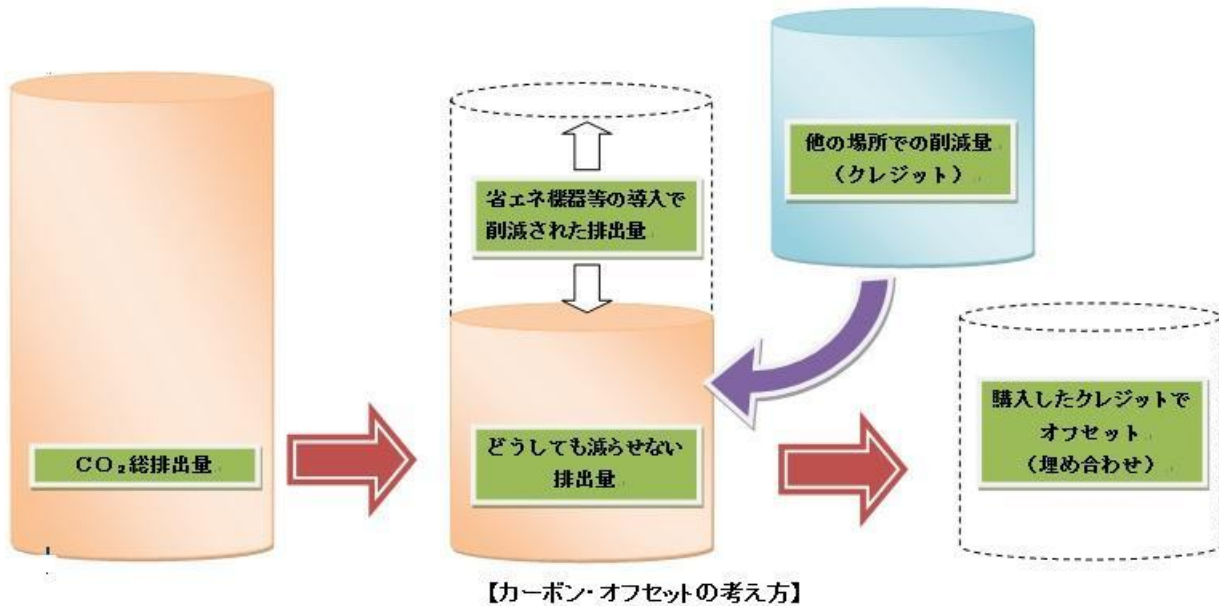 CO₂総排出量
省エネ機器等の導入で
削減された排出量
どうしても減らせない
排出量
他の場所での削減量
（クレジット）
購入したクレジットで
オフセット
（埋め合わせ）
【カーボン・オフセットの考え方】